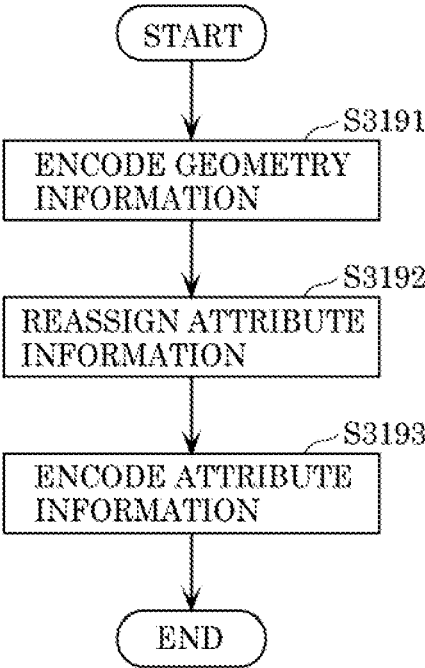 START
S3191
ENCODE GEOMETRY
INFORMATION
S3192
REASSIGN ATTRIBUTE
INFORMATION
S3193
ENCODE ATTRIBUTE
INFORMATION
END